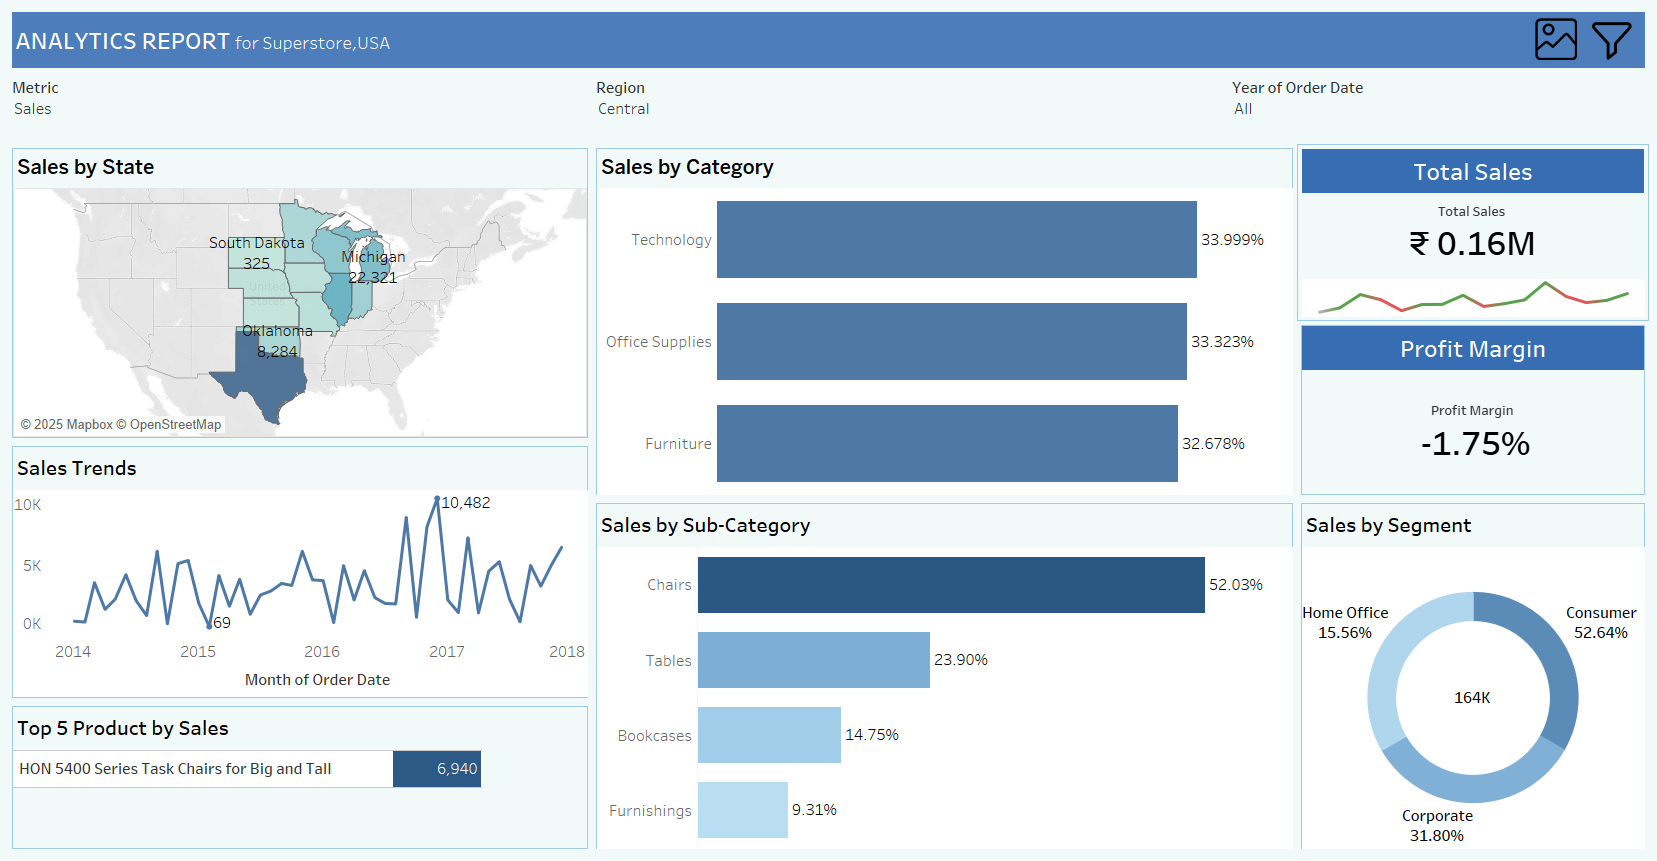 ANALYTICS REPORT for Superstore,USA
Metric
Sales
Region
Central
Year of Order Date
All
Sales by State
South Dakota
325
Michigan
22,321
United
States
Oklahoma
8,284
© 2025 Mapbox © OpenStreetMap
Sales by Category
Technology
33.999%
Office Supplies
33.323%
Furniture
32.678%
Total Sales
Total Sales
₹ 0.16M
Profit Margin
Profit Margin
-1.75%
Sales Trends
10K
5K
0K
10,482
69
2014
2015
2016
2017
2018
Month of Order Date
Top 5 Product by Sales
HON 5400 Series Task Chairs for Big and Tall
6,940
Sales by Sub-Category
Chairs
52.03%
Tables
23.90%
Bookcases
14.75%
Furnishings
9.31%
Sales by Segment
Home Office
15.56%
Consumer
52.64%
164K
Corporate
31.80%